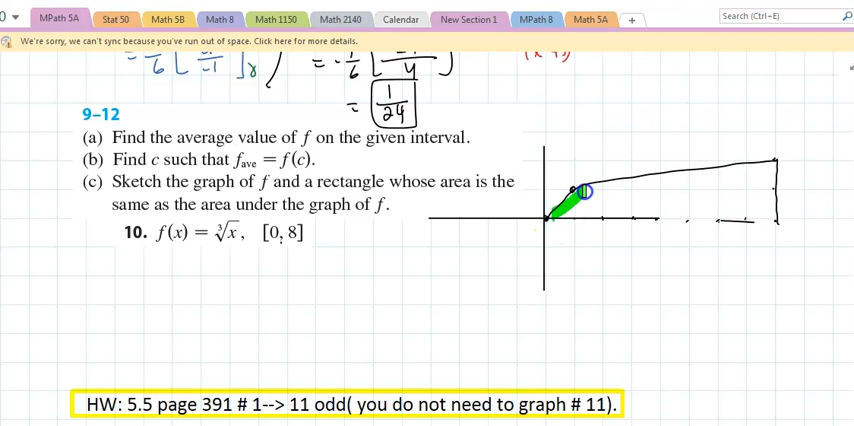 MPath 5A Stat 50 Math 5B Math 8 Math 1150 Math 2140 Calendar New Section 1 MPath 8 Math 5A + Search (Ctrl+E)
We're sorry, we can't sync because you've run out of space. Click here for more details.
= 1/24
9–12
(a) Find the average value of f on the given interval.
(b) Find c such that f_ave = f(c).
(c) Sketch the graph of f and a rectangle whose area is the
same as the area under the graph of f.
10. f(x) = ∛x, [0, 8]
HW: 5.5 page 391 # 1--> 11 odd( you do not need to graph # 11).